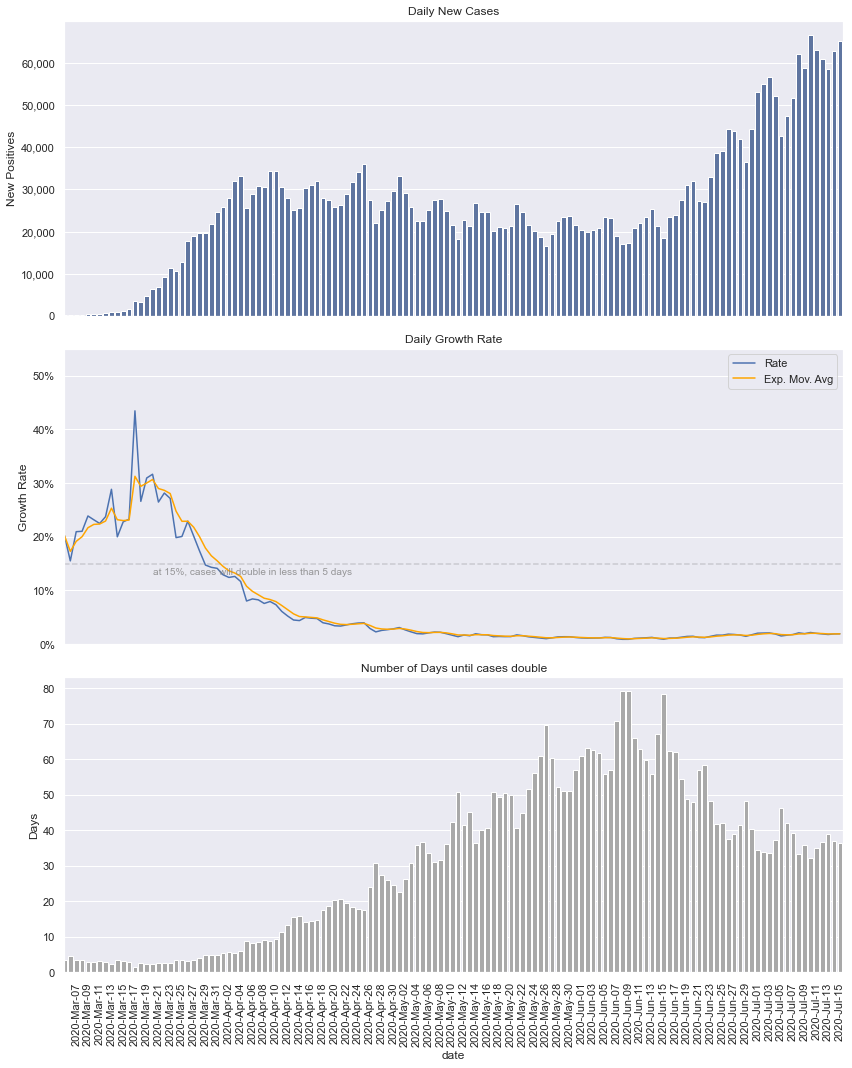 Daily New Cases
60,000
50,000
40,000
30,000
20,000
10,000
0
New Positives
Daily Growth Rate
Rate
Exp. Mov. Avg
50%
40%
30%
20%
10%
0%
Growth Rate
at 15%, cases will double in less than 5 days
Number of Days until cases double
80
70
60
50
40
30
20
10
0
Days
2020-Mar-07
2020-Mar-09
2020-Mar-11
2020-Mar-13
2020-Mar-15
2020-Mar-17
2020-Mar-19
2020-Mar-21
2020-Mar-23
2020-Mar-25
2020-Mar-27
2020-Mar-29
2020-Mar-31
2020-Apr-02
2020-Apr-04
2020-Apr-06
2020-Apr-08
2020-Apr-10
2020-Apr-12
2020-Apr-14
2020-Apr-16
2020-Apr-18
2020-Apr-20
2020-Apr-22
2020-Apr-24
2020-Apr-26
2020-Apr-28
2020-Apr-30
2020-May-02
2020-May-04
2020-May-06
2020-May-08
2020-May-10
2020-May-12
2020-May-14
2020-May-16
2020-May-18
2020-May-20
2020-May-22
2020-May-24
2020-May-26
2020-May-28
2020-May-30
2020-Jun-01
2020-Jun-03
2020-Jun-05
2020-Jun-07
2020-Jun-09
2020-Jun-11
2020-Jun-13
2020-Jun-15
2020-Jun-17
2020-Jun-19
2020-Jun-21
2020-Jun-23
2020-Jun-25
2020-Jun-27
2020-Jun-29
2020-Jul-01
2020-Jul-03
2020-Jul-05
2020-Jul-07
2020-Jul-09
2020-Jul-11
2020-Jul-13
2020-Jul-15
date